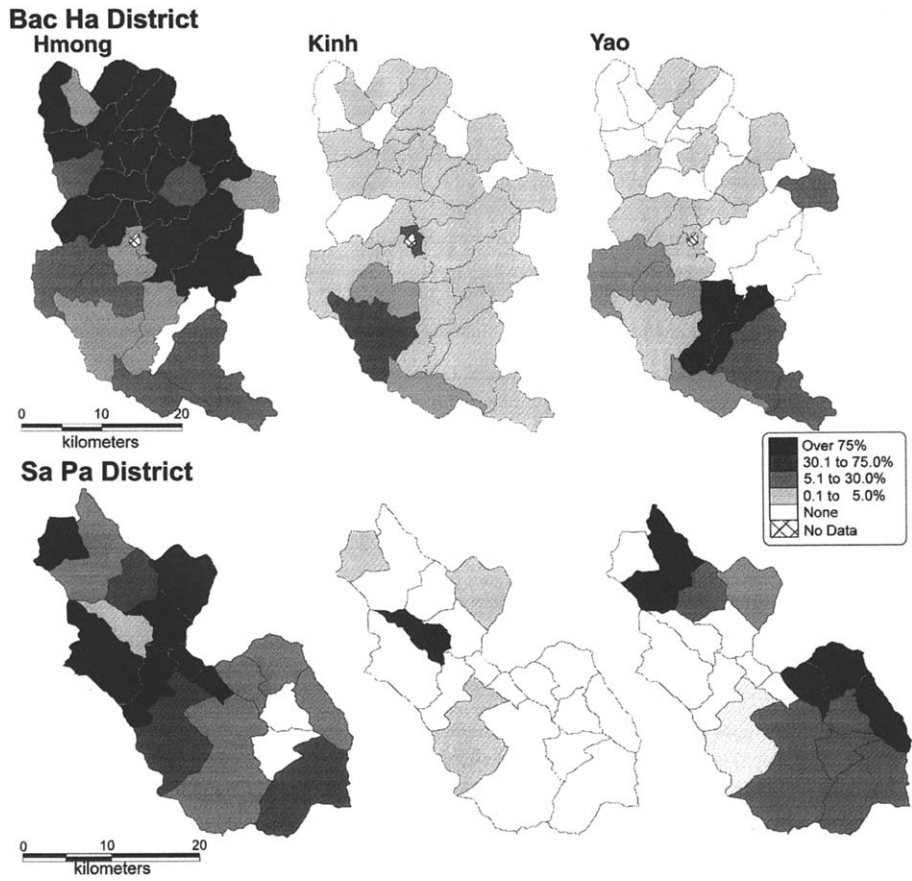 Bac Ha District
Hmong
Kinh
Yao
0 10 20
kilometers
Over 75%
30.1 to 75.0%
5.1 to 30.0%
0.1 to 5.0%
None
No Data
Sa Pa District
0 10 20
kilometers